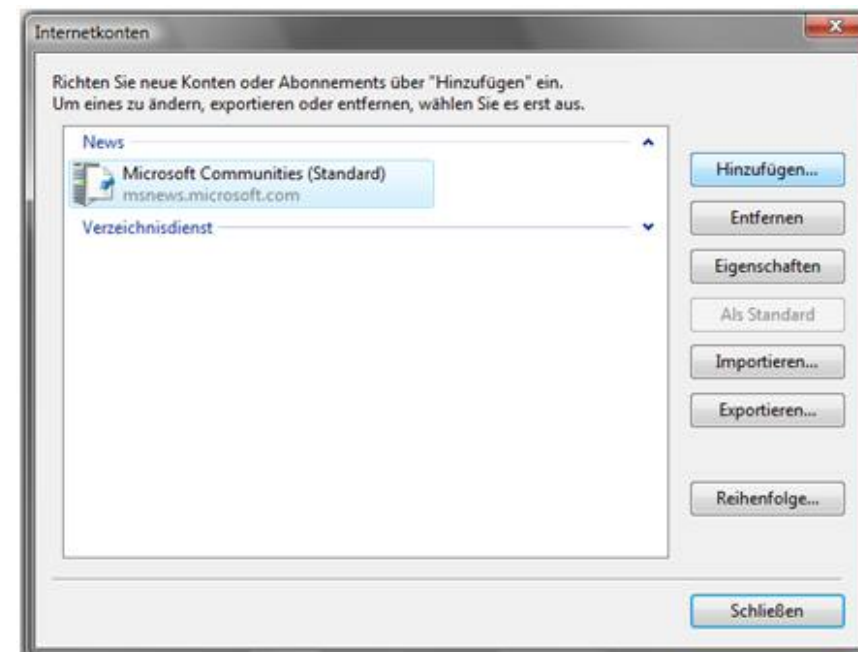 Internetkonten
Richten Sie neue Konten oder Abonnements über "Hinzufügen" ein.
Um eines zu ändern, exportieren oder entfernen, wählen Sie es erst aus.
News
Microsoft Communities (Standard)
msnews.microsoft.com
Verzeichnisdienst
Hinzufügen...
Entfernen
Eigenschaften
Als Standard
Importieren...
Exportieren...
Reihenfolge...
Schließen